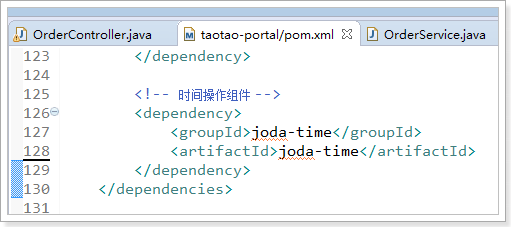 OrderController.java taotao-portal/pom.xml OrderService.java
123 </dependency>
124
125 <!-- 时间操作组件 -->
126 <dependency>
127 <groupId>joda-time</groupId>
128 <artifactId>joda-time</artifactId>
129 </dependency>
130 </dependencies>
131